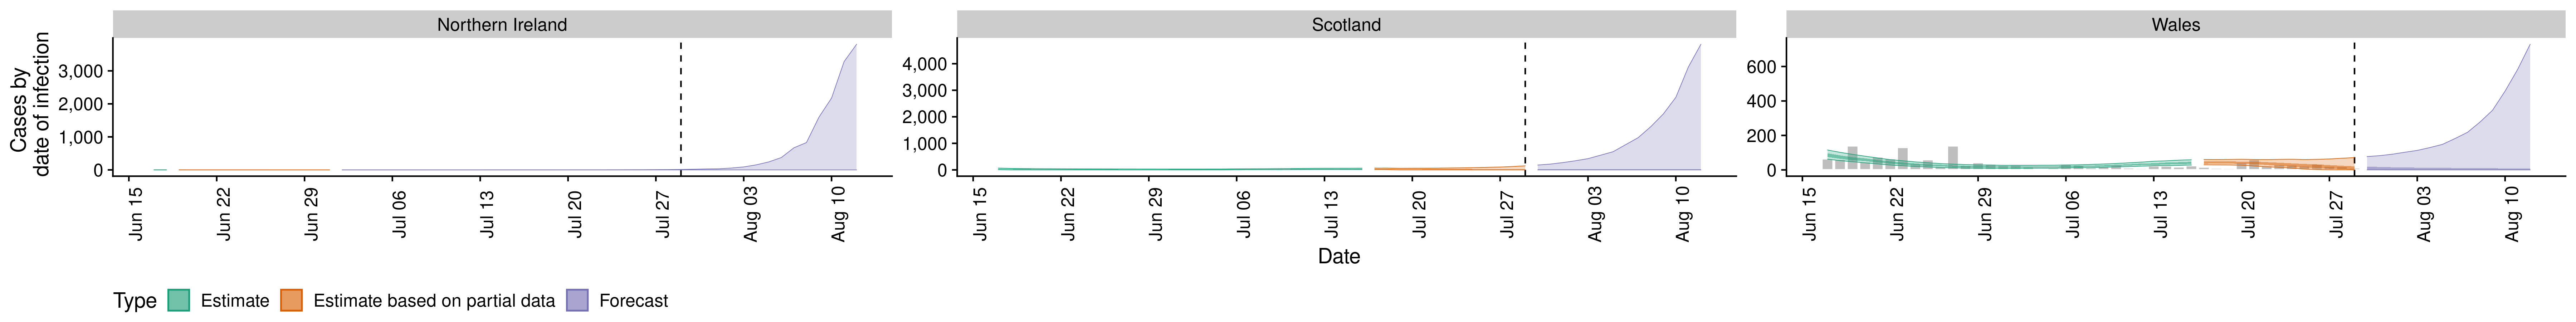 Northern Ireland
Scotland
Wales
Cases by
date of infection
3,000
2,000
1,000
0
4,000
3,000
2,000
1,000
0
600
400
200
0
Jun 15
Jun 22
Jun 29
Jul 06
Jul 13
Jul 20
Jul 27
Aug 03
Aug 10
Jun 15
Jun 22
Jun 29
Jul 06
Jul 13
Jul 20
Jul 27
Aug 03
Aug 10
Jun 15
Jun 22
Jun 29
Jul 06
Jul 13
Jul 20
Jul 27
Aug 03
Aug 10
Date
Type Estimate Estimate based on partial data Forecast